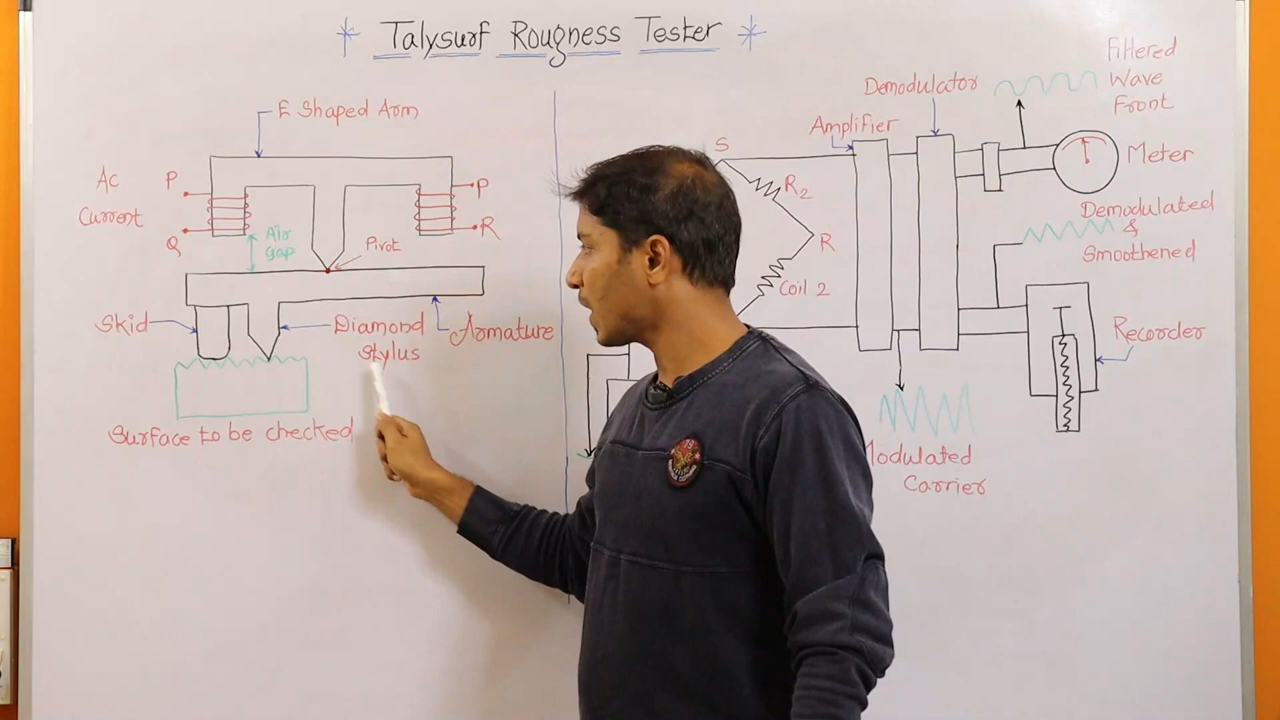 * Talysurf Rougness Tester *
E Shaped Arm
AC
Current
P
Q
P
R
Air
gap
Pivot
Skid
Diamond
Stylus
Armature
Surface to be checked
S
R2
R
Coil 2
Amplifier
Demodulator
Filtered
Wave
Front
Meter
Demodulated
&
Smoothened
Recorder
Modulated
Carrier